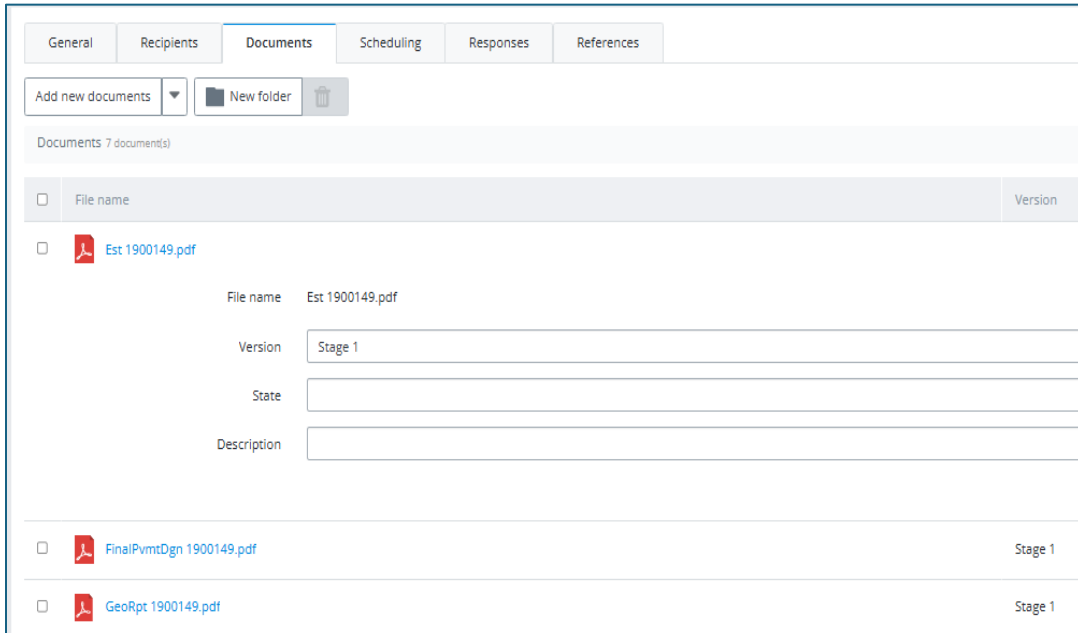 General Recipients Documents Scheduling Responses References
Add new documents New folder
Documents 7 document(s)
File name Version
Est 1900149.pdf
File name Est 1900149.pdf
Version Stage 1
State
Description
FinalPvmtDgn 1900149.pdf Stage 1
GeoRpt 1900149.pdf Stage 1